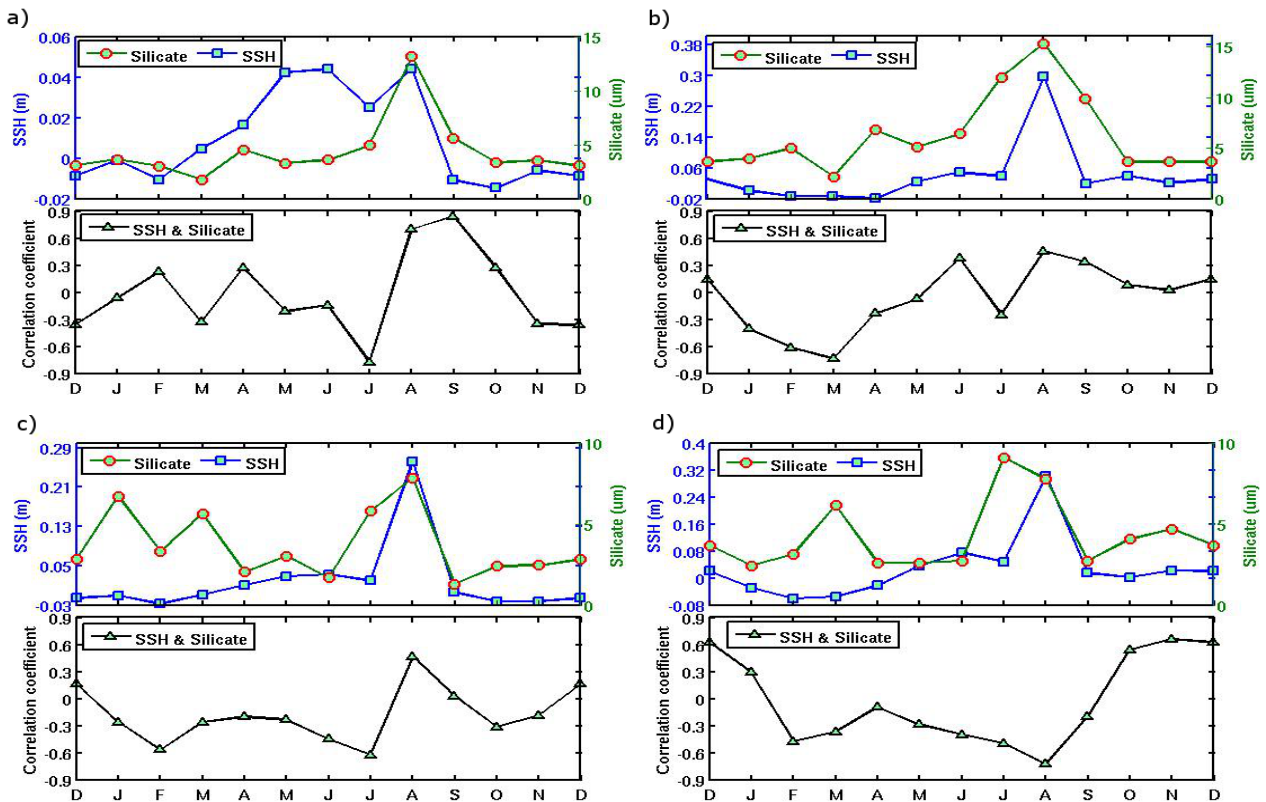 a)
0.06
0.04
0.02
0
-0.02
SSH (m)
Silicate
SSH
15
10
5
0
Silicate (um)
0.9
0.6
0.3
0
-0.3
-0.6
-0.9
Correlation coefficient
SSH & Silicate
D J F M A M J J A S O N D
b)
0.38
0.3
0.22
0.14
0.06
-0.02
SSH (m)
Silicate
SSH
15
10
5
0
Silicate (um)
0.9
0.6
0.3
0
-0.3
-0.6
-0.9
Correlation coefficient
SSH & Silicate
D J F M A M J J A S O N D
c)
0.29
0.21
0.13
0.05
-0.03
SSH (m)
Silicate
SSH
10
5
0
Silicate (um)
0.9
0.6
0.3
0
-0.3
-0.6
-0.9
Correlation coefficient
SSH & Silicate
D J F M A M J J A S O N D
d)
0.4
0.32
0.24
0.16
0.08
0
-0.08
SSH (m)
Silicate
SSH
10
5
0
Silicate (um)
0.9
0.6
0.3
0
-0.3
-0.6
-0.9
Correlation coefficient
SSH & Silicate
D J F M A M J J A S O N D